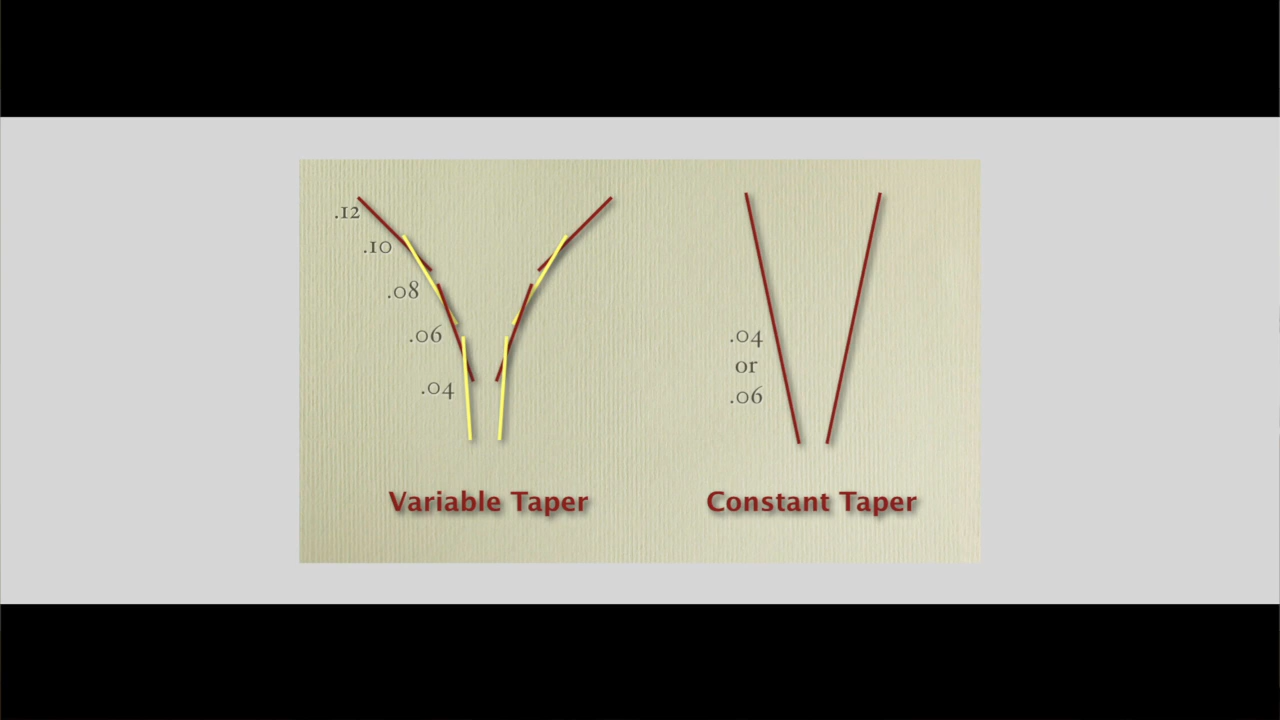 .12
.10
.08
.06
.04
Variable Taper
.04
or
.06
Constant Taper